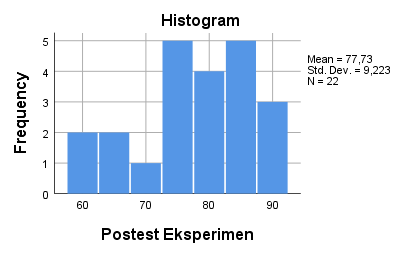 Histogram
5
4
3
2
1
0
Frequency
60
70
80
90
Postest Eksperimen
Mean = 77,73
Std. Dev. = 9,223
N = 22